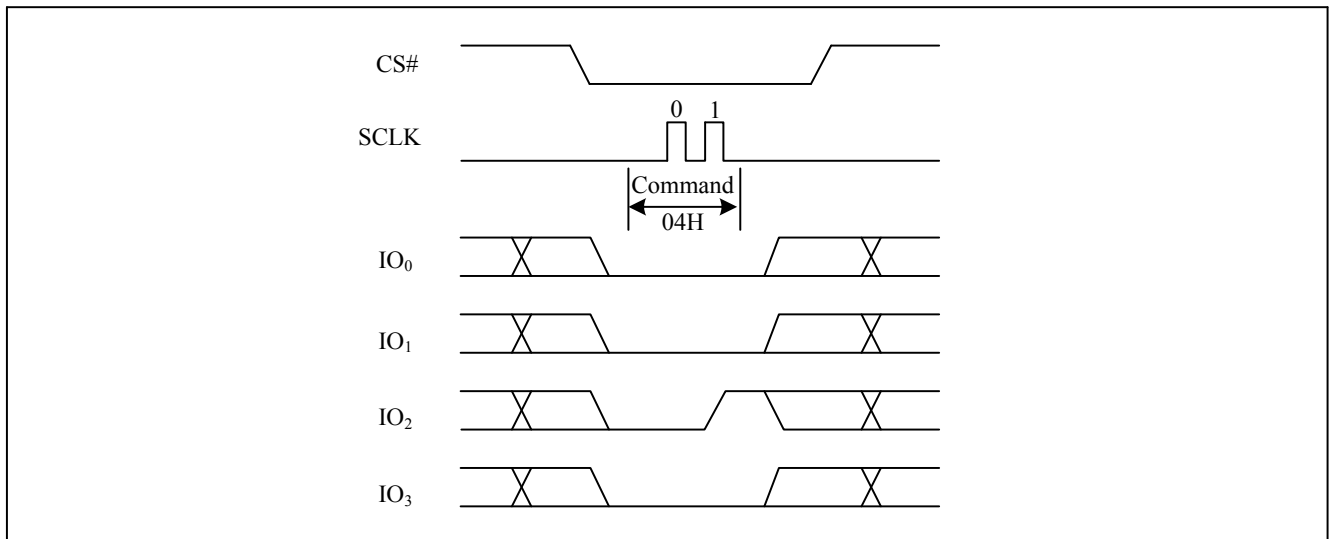 CS#
0 1
SCLK
Command
04H
IO₀
IO₁
IO₂
IO₃